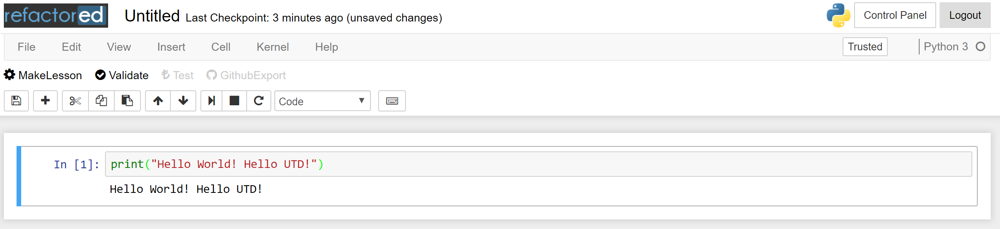 refactored Untitled Last Checkpoint: 3 minutes ago (unsaved changes) Control Panel Logout
File Edit View Insert Cell Kernel Help Trusted Python 3
MakeLesson Validate Test GithubExport
Code
In [1]: print("Hello World! Hello UTD!")
Hello World! Hello UTD!